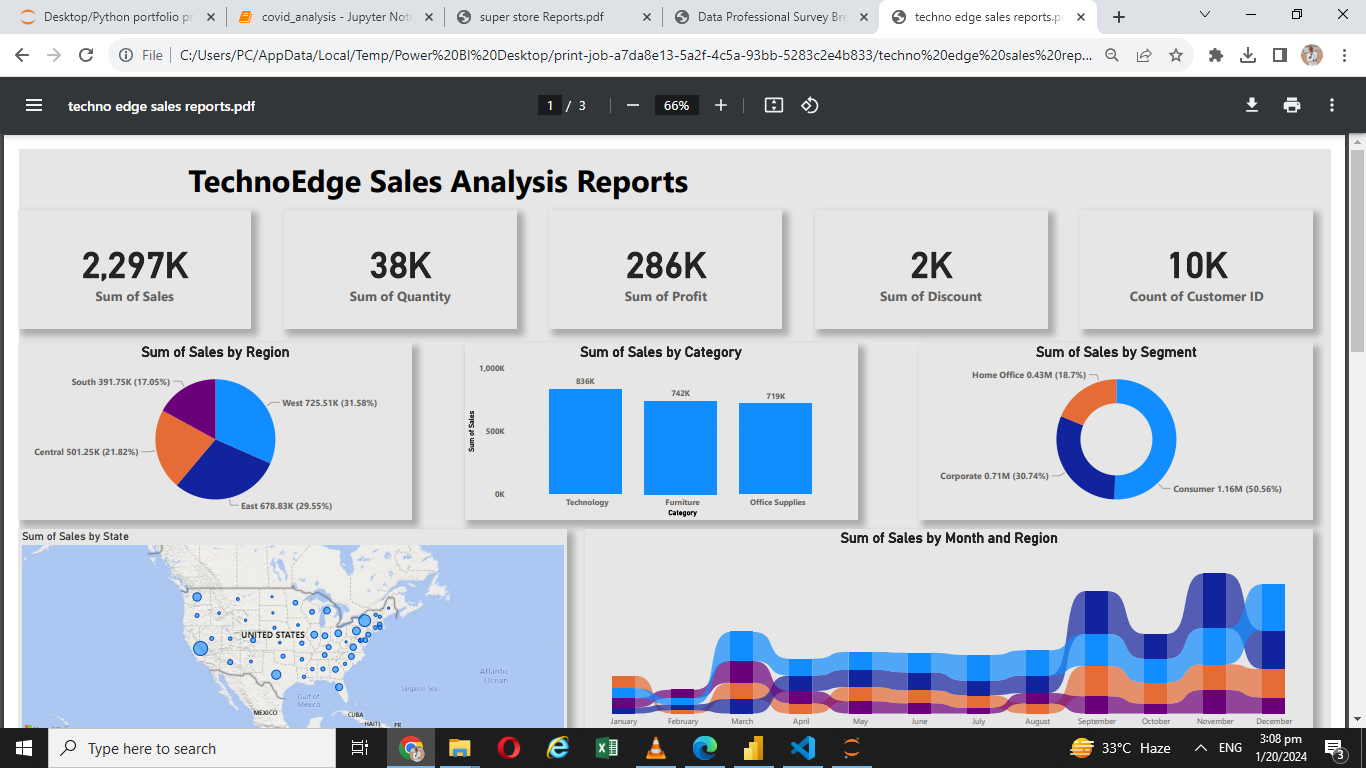 Desktop/Python portfolio pr
covid_analysis - Jupyter Note
super store Reports.pdf
Data Professional Survey Bre
techno edge sales reports.p
File
C:/Users/PC/AppData/Local/Temp/Power%20BI%20Desktop/print-job-a7da8e13-5a2f-4c5a-93bb-5283c2e4b833/techno%20edge%20sales%20rep...
techno edge sales reports.pdf
1 / 3
66%
TechnoEdge Sales Analysis Reports
2,297K
Sum of Sales
38K
Sum of Quantity
286K
Sum of Profit
2K
Sum of Discount
10K
Count of Customer ID
Sum of Sales by Region
South 391.75K (17.05%)
West 725.51K (31.58%)
Central 501.25K (21.82%)
East 678.83K (29.55%)
Sum of Sales by Category
1,000K
500K
0K
Sum of Sales
836K
742K
719K
Technology
Furniture
Office Supplies
Category
Sum of Sales by Segment
Home Office 0.43M (18.7%)
Corporate 0.71M (30.74%)
Consumer 1.16M (50.56%)
Sum of Sales by State
UNITED STATES
Atlantic
Ocean
Sargasso Sea
Gulf of
Mexico
MEXICO
CUBA
HAITI
PR
Sum of Sales by Month and Region
January
February
March
April
May
June
July
August
September
October
November
December
Type here to search
33°C Haze
ENG
3:08 pm
1/20/2024
3